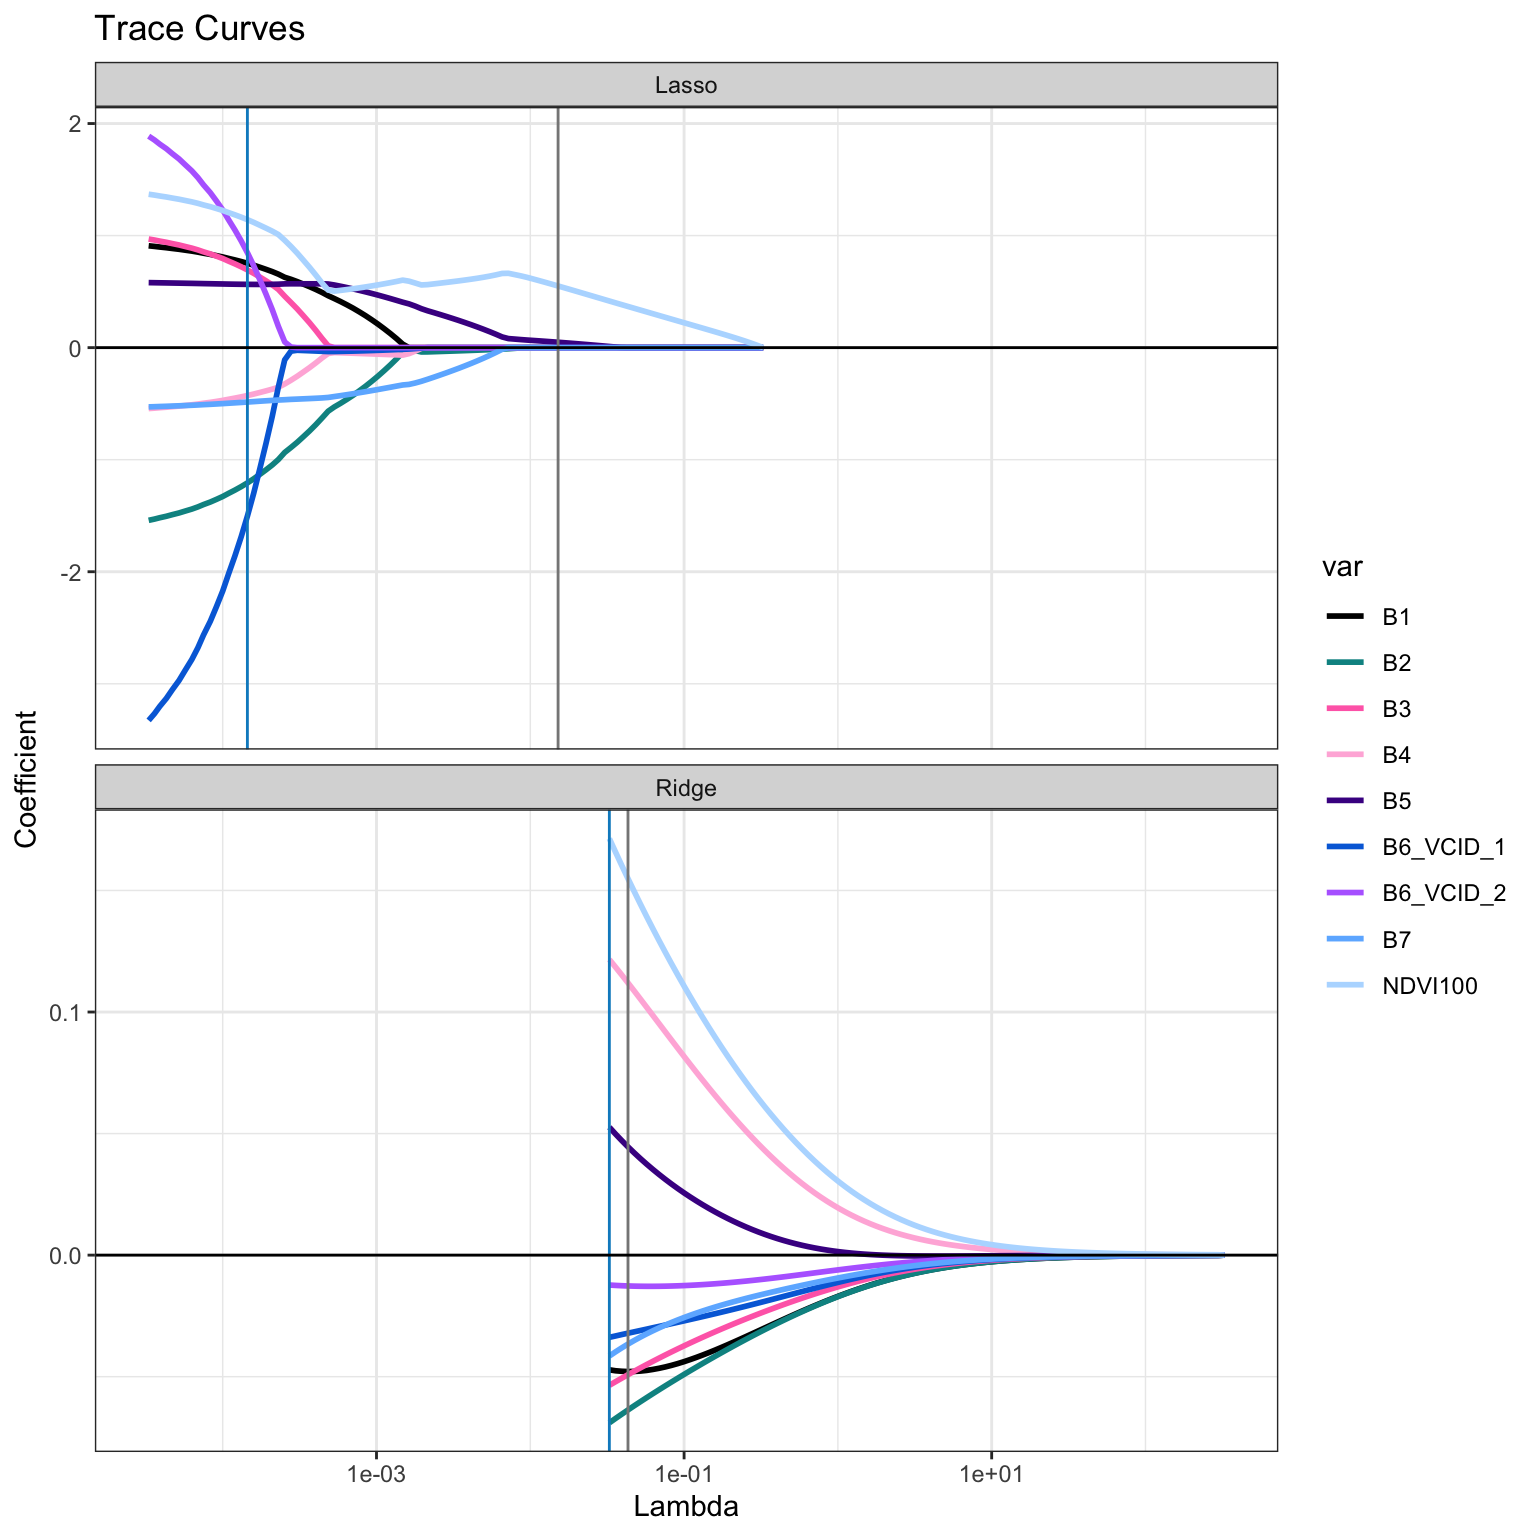 Trace Curves
Lasso
2
0
-2
Coefficient
Ridge
0.1
0.0
1e-03
1e-01
1e+01
Lambda
var
B1
B2
B3
B4
B5
B6_VCID_1
B6_VCID_2
B7
NDVI100